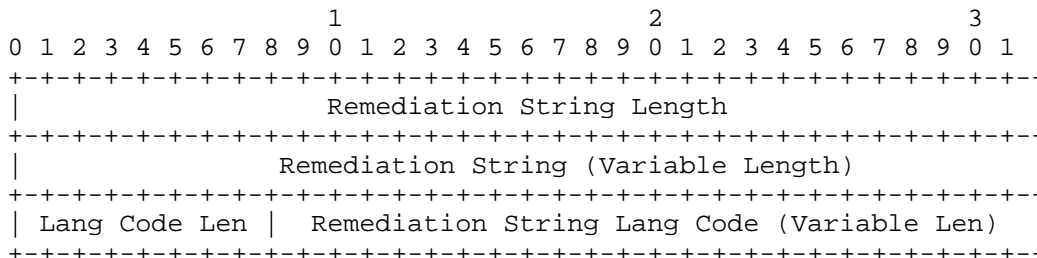 1                   2                   3
0 1 2 3 4 5 6 7 8 9 0 1 2 3 4 5 6 7 8 9 0 1 2 3 4 5 6 7 8 9 0 1
+-+-+-+-+-+-+-+-+-+-+-+-+-+-+-+-+-+-+-+-+-+-+-+-+-+-+-+-+-+-+-+--
|                   Remediation String Length
+-+-+-+-+-+-+-+-+-+-+-+-+-+-+-+-+-+-+-+-+-+-+-+-+-+-+-+-+-+-+-+--
|                Remediation String (Variable Length)
+-+-+-+-+-+-+-+-+-+-+-+-+-+-+-+-+-+-+-+-+-+-+-+-+-+-+-+-+-+-+-+--
| Lang Code Len |  Remediation String Lang Code (Variable Len)
+-+-+-+-+-+-+-+-+-+-+-+-+-+-+-+-+-+-+-+-+-+-+-+-+-+-+-+-+-+-+-+--